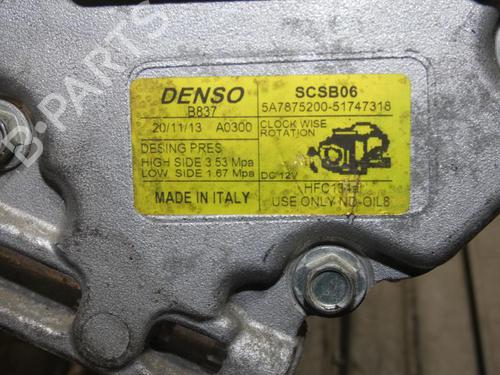 B-PARTS
DENSO
B837
20/11/13 A0300
DESING PRES
HIGH SIDE 3.53 Mpa
LOW SIDE 1.67 Mpa
MADE IN ITALY
SCSB06
5A7875200-51747318
CLOCK WISE
ROTATION
DC 12V
HFC134a
USE ONLY ND-OIL8